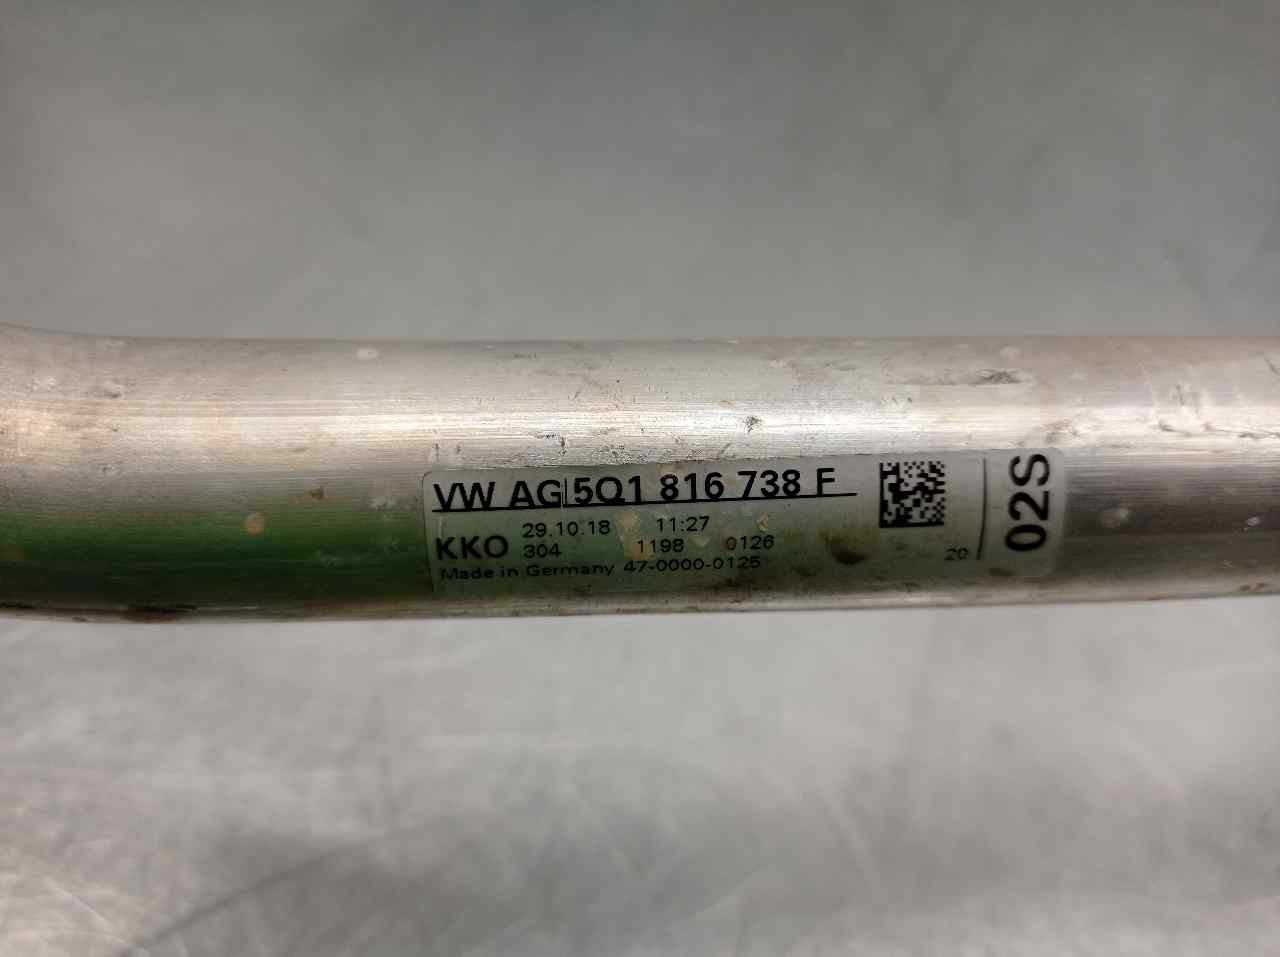 VW AG 5Q1 816 738 F
29.10.18 11:27
KKO 304 1198 0126
Made in Germany 47-0000-0125
20
02S